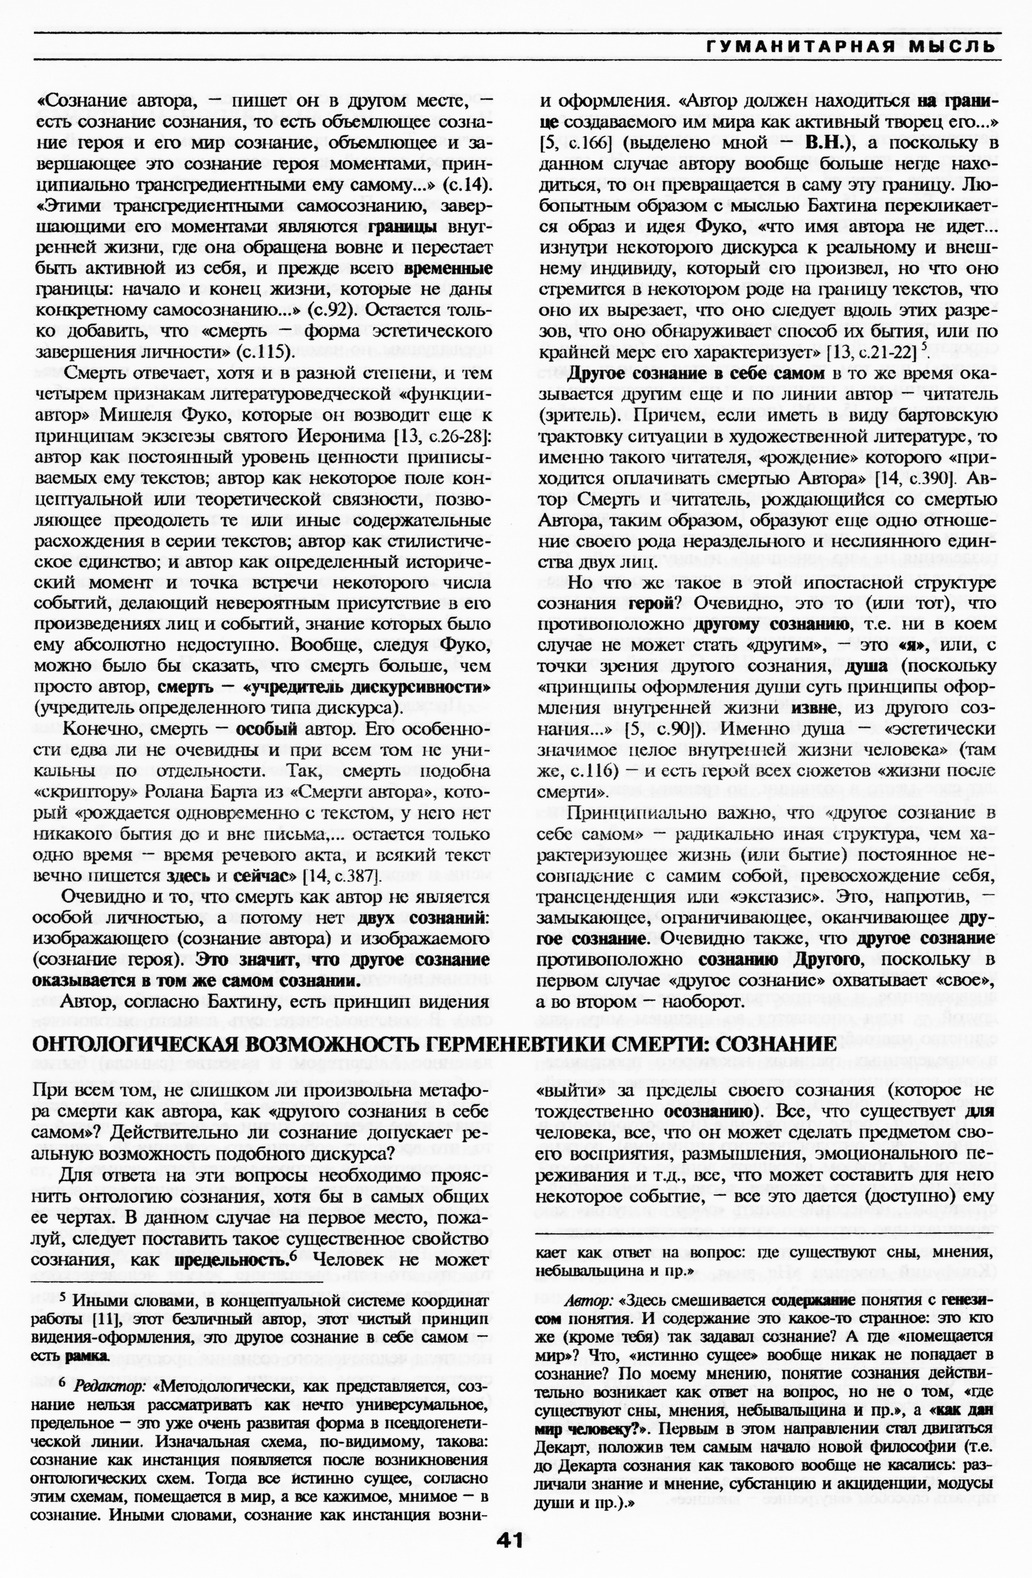 ГУМАНИТАРНАЯ МЫСЛЬ
«Сознание автора, — пишет он в другом месте, —
есть сознание сознания, то есть объемлющее созна-
ние героя и его мир сознание, объемлющее и за-
вершающее это сознание героя моментами, прин-
ципиально трансгредиентными ему самому...» (с.14).
«Этими трансгредиентными самосознанию, завер-
шающими его моментами являются границы внут-
ренней жизни, где она обращена вовне и перестает
быть активной из себя, и прежде всего временные
границы: начало и конец жизни, которые не даны
конкретному самосознанию...» (с.92). Остается толь-
ко добавить, что «смерть — форма эстетического
завершения личности» (с.115).
Смерть отвечает, хотя и в разной степени, и тем
четырем признакам литературоведческой «функции-
автор» Мишеля Фуко, которые он возводит еще к
принципам экзегезы святого Иеронима [13, с.26-28]:
автор как постоянный уровень ценности приписы-
ваемых ему текстов; автор как некоторое поле кон-
цептуальной или теоретической связности, позво-
ляющее преодолеть те или иные содержательные
расхождения в серии текстов; автор как стилистиче-
ское единство; и автор как определенный историче-
ский момент и точка встречи некоторого числа
событий, делающий невероятным присутствие в его
произведениях лиц и событий, знание которых было
ему абсолютно недоступно. Вообще, следуя Фуко,
можно было бы сказать, что смерть больше, чем
просто автор, смерть — «учредитель дискурсивности»
(учредитель определенного типа дискурса).
Конечно, смерть — особый автор. Его особенно-
сти едва ли не очевидны и при всем том не уни-
кальны по отдельности. Так, смерть подобна
«скриптору» Ролана Барта из «Смерти автора», кото-
рый «рождается одновременно с текстом, у него нет
никакого бытия до и вне письма,... остается только
одно время — время речевого акта, и всякий текст
вечно пишется здесь и сейчас» [14, с.387].
Очевидно и то, что смерть как автор не является
особой личностью, а потому нет двух сознаний:
изображающего (сознание автора) и изображаемого
(сознание героя). Это значит, что другое сознание
оказывается в том же самом сознании.
Автор, согласно Бахтину, есть принцип видения
и оформления. «Автор должен находиться на грани-
це создаваемого им мира как активный творец его...»
[5, с.166] (выделено мной — В.Н.), а поскольку в
данном случае автору вообще больше негде нахо-
диться, то он превращается в саму эту границу. Лю-
бопытным образом с мыслью Бахтина перекликает-
ся образ и идея Фуко, «что имя автора не идет...
изнутри некоторого дискурса к реальному и внеш-
нему индивиду, который его произвел, но что оно
стремится в некотором роде на границу текстов, что
оно их вырезает, что оно следует вдоль этих разре-
зов, что оно обнаруживает способ их бытия, или по
крайней мере его характеризует» [13, с.21-22] 5.
Другое сознание в себе самом в то же время ока-
зывается другим еще и по линии автор — читатель
(зритель). Причем, если иметь в виду бартовскую
трактовку ситуации в художественной литературе, то
именно такого читателя, «рождение» которого «при-
ходится оплачивать смертью Автора» [14, с.390]. Ав-
тор Смерть и читатель, рождающийся со смертью
Автора, таким образом, образуют еще одно отноше-
ние своего рода нераздельного и неслиянного един-
ства двух лиц.
Но что же такое в этой ипостасной структуре
сознания герой? Очевидно, это то (или тот), что
противоположно другому сознанию, т.е. ни в коем
случае не может стать «другим», — это «я», или, с
точки зрения другого сознания, душа (поскольку
«принципы оформления души суть принципы офор-
мления внутренней жизни извне, из другого соз-
нания...» [5, с.90]). Именно душа — «эстетически
значимое целое внутренней жизни человека» (там
же, с.116) — и есть герой всех сюжетов «жизни после
смерти».
Принципиально важно, что «другое сознание в
себе самом» — радикально иная структура, чем ха-
рактеризующее жизнь (или бытие) постоянное не-
совпадение с самим собой, превосхождение себя,
трансценденция или «экстазис». Это, напротив, —
замыкающее, ограничивающее, оканчивающее дру-
гое сознание. Очевидно также, что другое сознание
противоположно сознанию Другого, поскольку в
первом случае «другое сознание» охватывает «свое»,
а во втором — наоборот.
ОНТОЛОГИЧЕСКАЯ ВОЗМОЖНОСТЬ ГЕРМЕНЕВТИКИ СМЕРТИ: СОЗНАНИЕ
При всем том, не слишком ли произвольна метафо-
ра смерти как автора, как «другого сознания в себе
самом»? Действительно ли сознание допускает ре-
альную возможность подобного дискурса?
Для ответа на эти вопросы необходимо прояс-
нить онтологию сознания, хотя бы в самых общих
ее чертах. В данном случае на первое место, пожа-
луй, следует поставить такое существенное свойство
сознания, как предельность.6 Человек не может
«выйти» за пределы своего сознания (которое не
тождественно осознанию). Все, что существует для
человека, все, что он может сделать предметом сво-
его восприятия, размышления, эмоционального пе-
реживания и т.д., все, что может составить для него
некоторое событие, — все это дается (доступно) ему
5 Иными словами, в концептуальной системе координат
работы [11], этот безличный автор, этот чистый принцип
видения-оформления, это другое сознание в себе самом —
есть рамка.
6 Редактор: «Методологически, как представляется, соз-
нание нельзя рассматривать как нечто универсумальное,
предельное — это уже очень развитая форма в псевдогенети-
ческой линии. Изначальная схема, по-видимому, такова:
сознание как инстанция появляется после возникновения
онтологических схем. Тогда все истинно сущее, согласно
этим схемам, помещается в мир, а все кажимое, мнимое — в
сознание. Иными словами, сознание как инстанция возни-
кает как ответ на вопрос: где существуют сны, мнения,
небывальщина и пр.»
Автор: «Здесь смешивается содержание понятия с генези-
сом понятия. И содержание это какое-то странное: это кто
же (кроме тебя) так задавал сознание? А где «помещается
мир»? Что, «истинно сущее» вообще никак не попадает в
сознание? По моему мнению, понятие сознания действи-
тельно возникает как ответ на вопрос, но не о том, «где
существуют сны, мнения, небывальщина и пр.», а «как дан
мир человеку?». Первым в этом направлении стал двигаться
Декарт, положив тем самым начало новой философии (т.е.
до Декарта сознания как такового вообще не касались: раз-
личали знание и мнение, субстанцию и акциденции, модусы
души и пр.).»
41